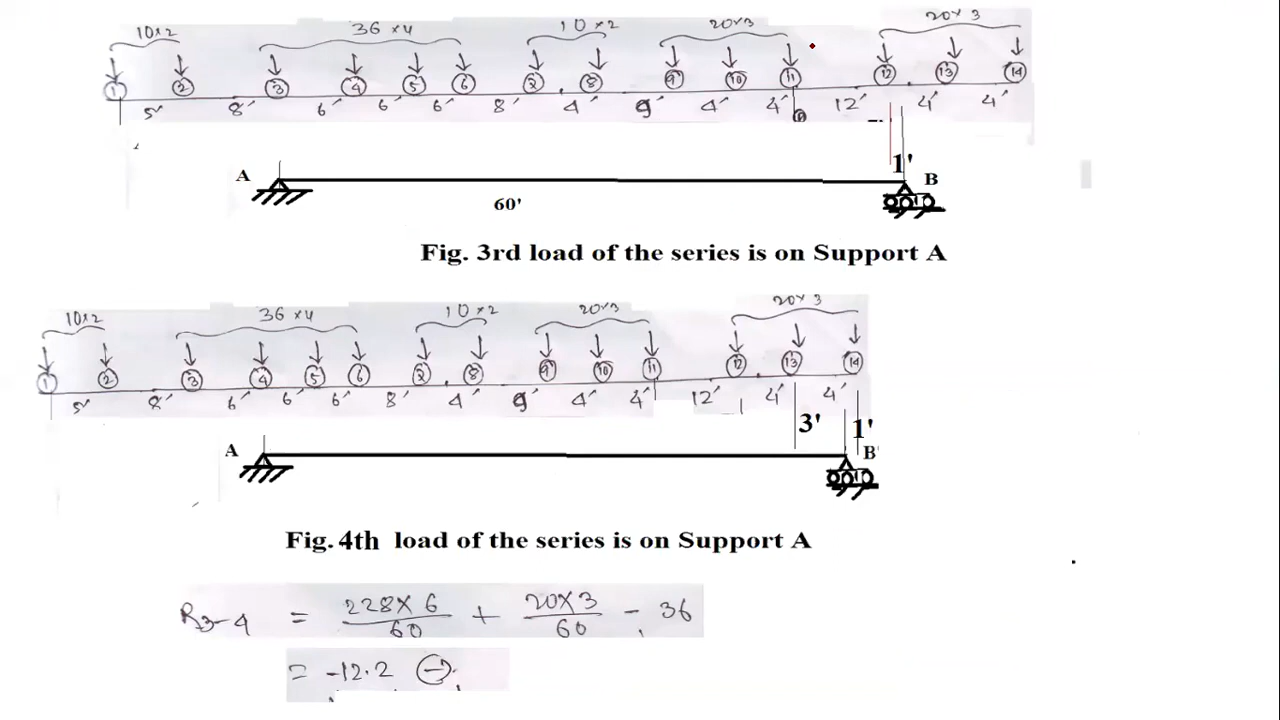 10×2 36×4 10×2 20×3 20×3
1 2 3 4 5 6 2 8 9 10 11 12 13 14
5' 8' 6' 6' 6' 8' 4' 9' 4' 4' 12' 4' 4'
1'
A B
60'
Fig. 3rd load of the series is on Support A
10×2 36×4 10×2 20×3 20×3
1 2 3 4 5 6 2 8 9 10 11 12 13 14
5' 8' 6' 6' 6' 8' 4' 9' 4' 4' 12' 4' 4'
3' 1'
A B
Fig. 4th load of the series is on Support A
R3-4 = 228×6/60 + 20×3/60 - 36
= -12.2 (-)